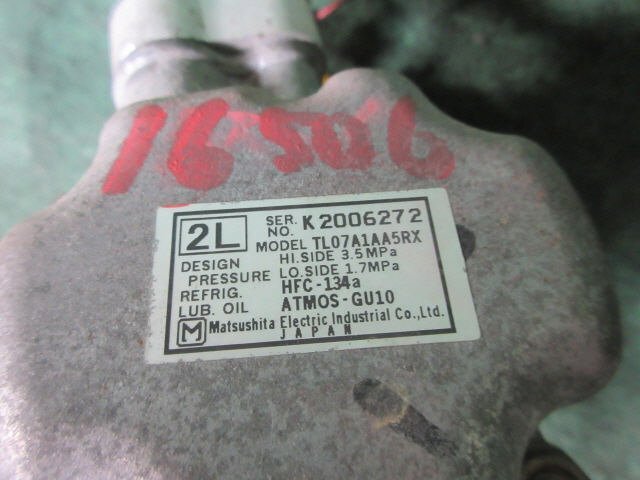 16506
2L
SER. NO. K2006272
MODEL TL07A1AA5RX
DESIGN PRESSURE HI.SIDE 3.5MPa
LO.SIDE 1.7MPa
REFRIG. HFC-134a
LUB. OIL ATMOS-GU10
M Matsushita Electric Industrial Co.,Ltd.
JAPAN